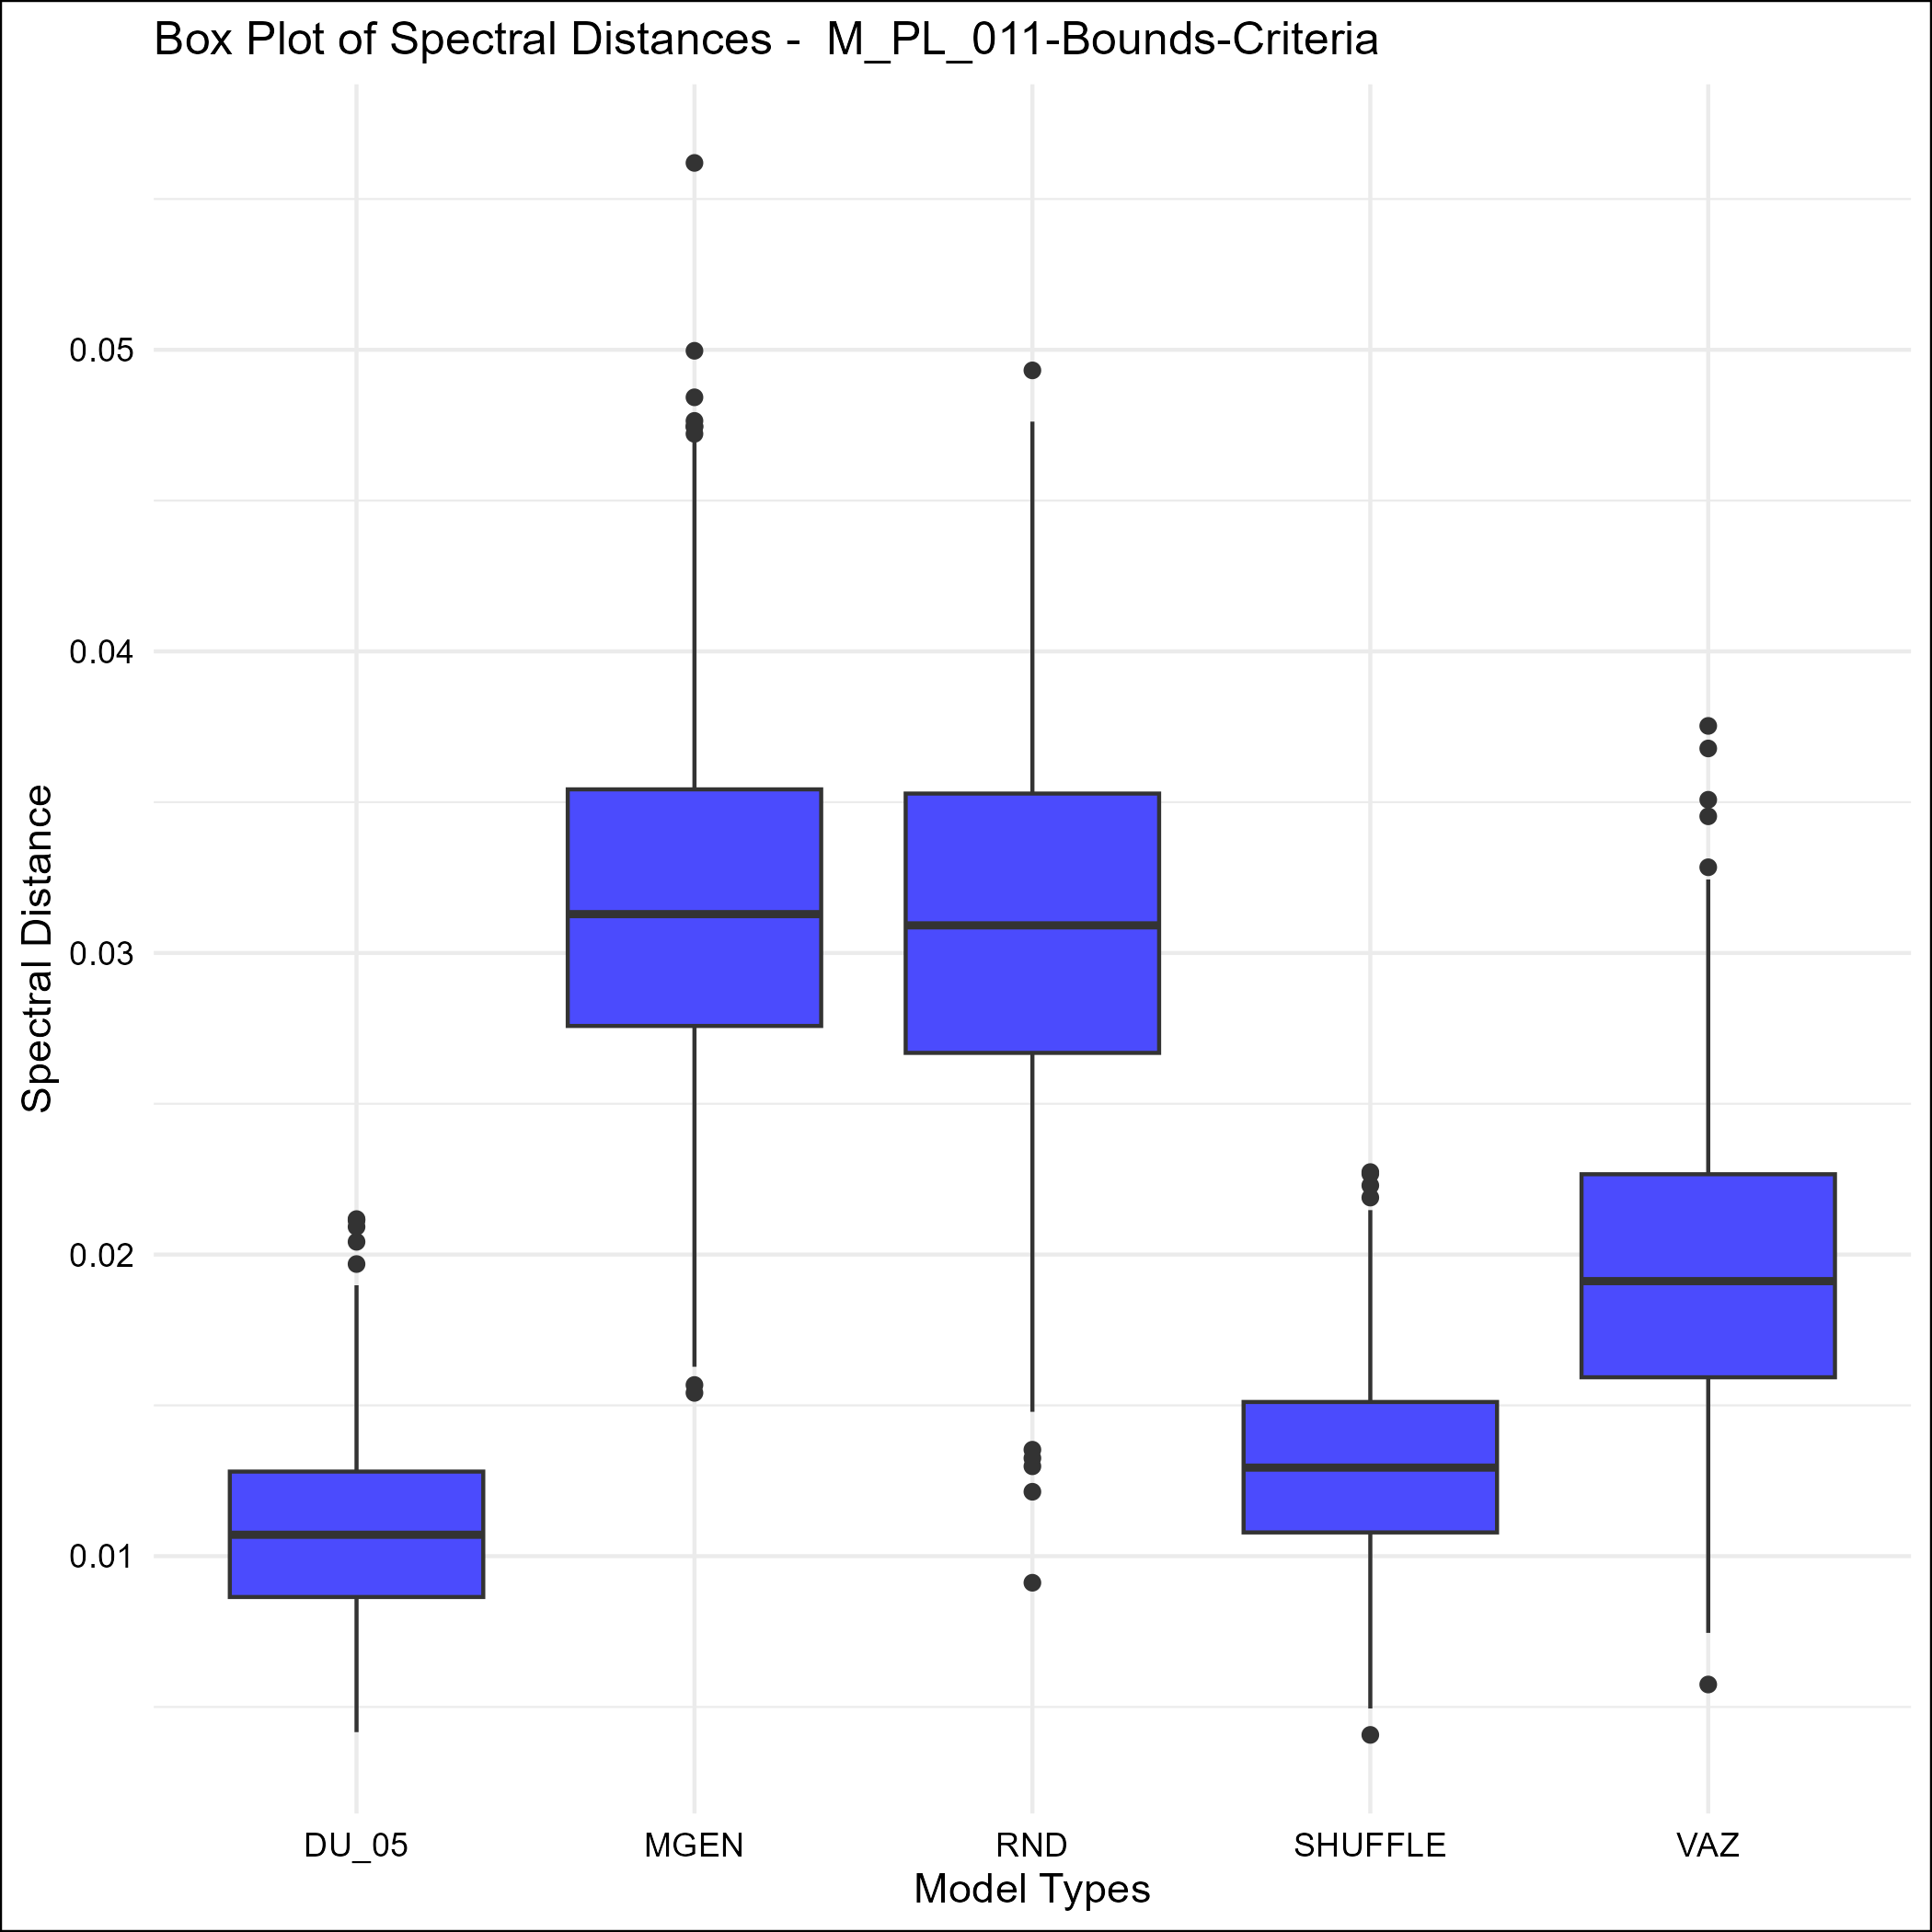 Box Plot of Spectral Distances -  M_PL_011-Bounds-Criteria
Spectral Distance
0.05
0.04
0.03
0.02
0.01
DU_05 MGEN RND SHUFFLE VAZ
Model Types